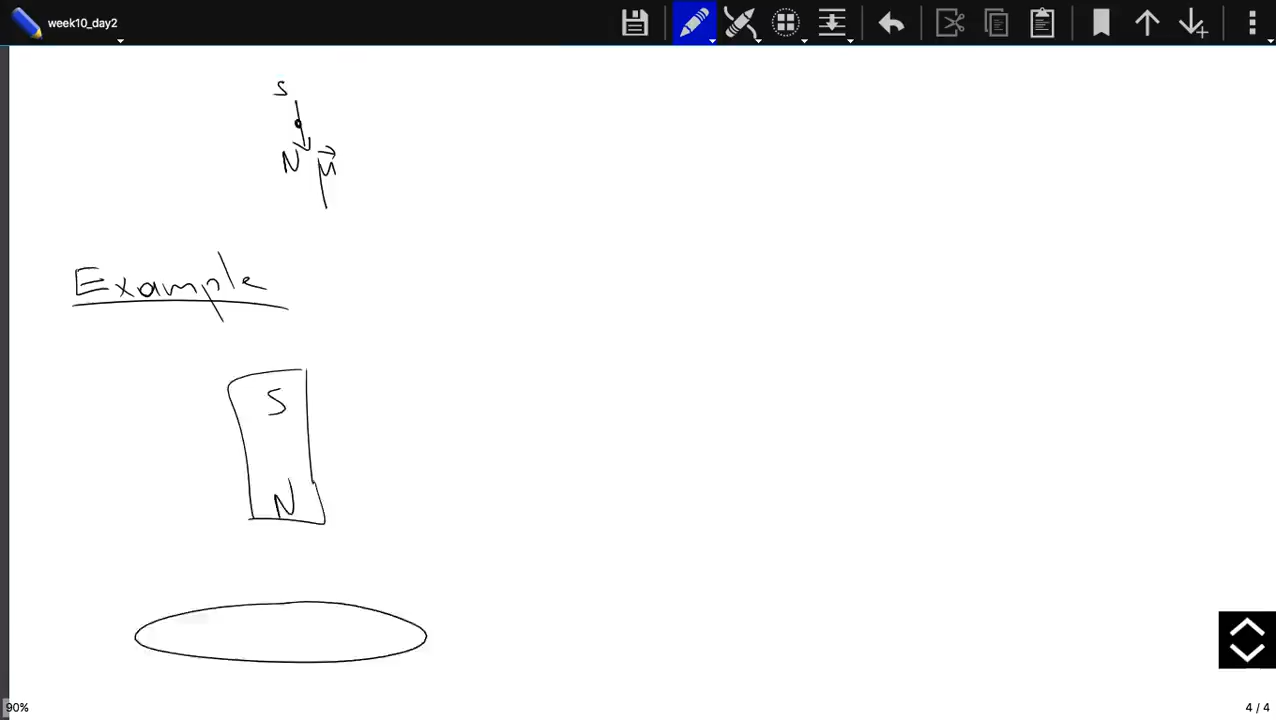 week10_day2
S
N μ⃗
Example
S
N
90%
4 / 4